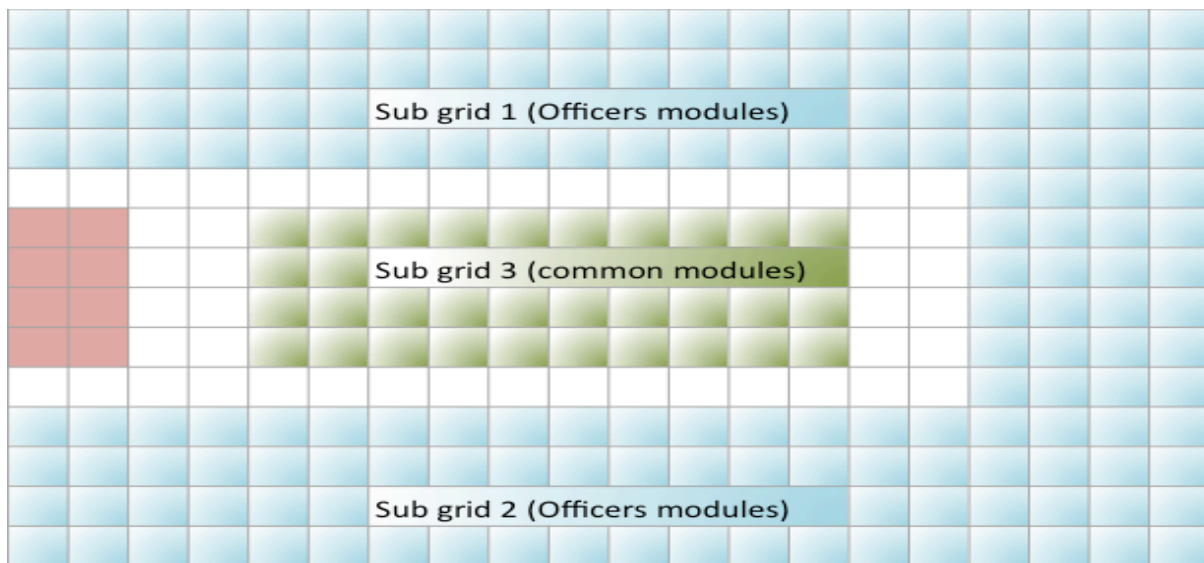 Sub grid 1 (Officers modules)
Sub grid 3 (common modules)
Sub grid 2 (Officers modules)